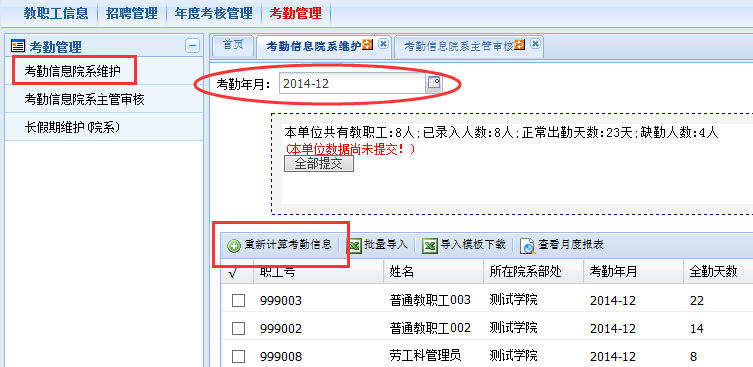 教职工信息 招聘管理 年度考核管理 考勤管理
考勤管理
考勤信息院系维护
考勤信息院系主管审核
长假期维护(院系)
首页 考勤信息院系维护 考勤信息院系主管审核
考勤年月: 2014-12
本单位共有教职工:8人;已录入人数:8人;正常出勤天数:23天;缺勤人数:4人
(本单位数据尚未提交！)
全部提交
重新计算考勤信息 批量导入 导入模板下载 查看月度报表
√ 职工号 姓名 所在院系部处 考勤年月 全勤天数
999003 普通教职工003 测试学院 2014-12 22
999002 普通教职工002 测试学院 2014-12 14
999008 劳工科管理员 测试学院 2014-12 8